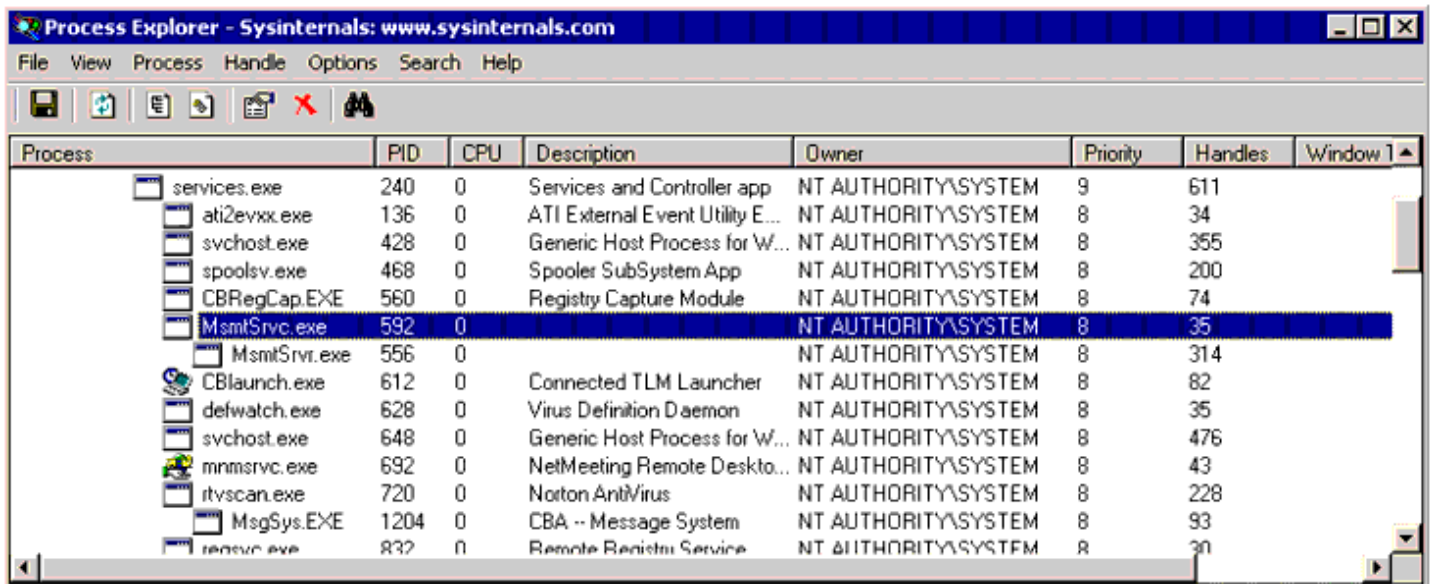 Process Explorer - Sysinternals: www.sysinternals.com
File View Process Handle Options Search Help
Process PID CPU Description Owner Priority Handles Window T
services.exe 240 0 Services and Controller app NT AUTHORITY\SYSTEM 9 611
ati2evxx.exe 136 0 ATI External Event Utility E... NT AUTHORITY\SYSTEM 8 34
svchost.exe 428 0 Generic Host Process for W... NT AUTHORITY\SYSTEM 8 355
spoolsv.exe 468 0 Spooler SubSystem App NT AUTHORITY\SYSTEM 8 200
CBRegCap.EXE 560 0 Registry Capture Module NT AUTHORITY\SYSTEM 8 74
MsmtSrvc.exe 592 0 NT AUTHORITY\SYSTEM 8 35
MsmtSrvr.exe 556 0 NT AUTHORITY\SYSTEM 8 314
CBlaunch.exe 612 0 Connected TLM Launcher NT AUTHORITY\SYSTEM 8 82
defwatch.exe 628 0 Virus Definition Daemon NT AUTHORITY\SYSTEM 8 35
svchost.exe 648 0 Generic Host Process for W... NT AUTHORITY\SYSTEM 8 476
mnmsrvc.exe 692 0 NetMeeting Remote Deskto... NT AUTHORITY\SYSTEM 8 43
rtvscan.exe 720 0 Norton AntiVirus NT AUTHORITY\SYSTEM 8 228
MsgSys.EXE 1204 0 CBA -- Message System NT AUTHORITY\SYSTEM 8 93
regsvc.exe 832 0 Remote Registry Service NT AUTHORITY\SYSTEM 8 30